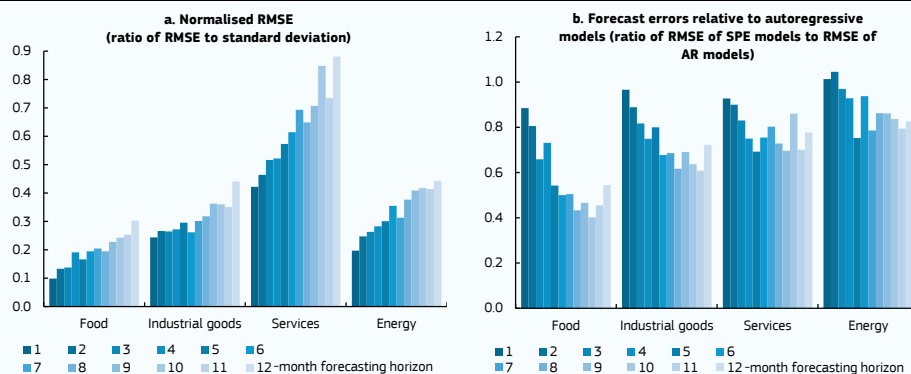 a. Normalised RMSE
(ratio of RMSE to standard deviation)
0.9
0.8
0.7
0.6
0.5
0.4
0.3
0.2
0.1
0.0
Food Industrial goods Services Energy
1 2 3 4 5 6
7 8 9 10 11 12-month forecasting horizon
b. Forecast errors relative to autoregressive
models (ratio of RMSE of SPE models to RMSE of
AR models)
1.2
1.0
0.8
0.6
0.4
0.2
0.0
Food Industrial goods Services Energy
1 2 3 4 5 6
7 8 9 10 11 12-month forecasting horizon